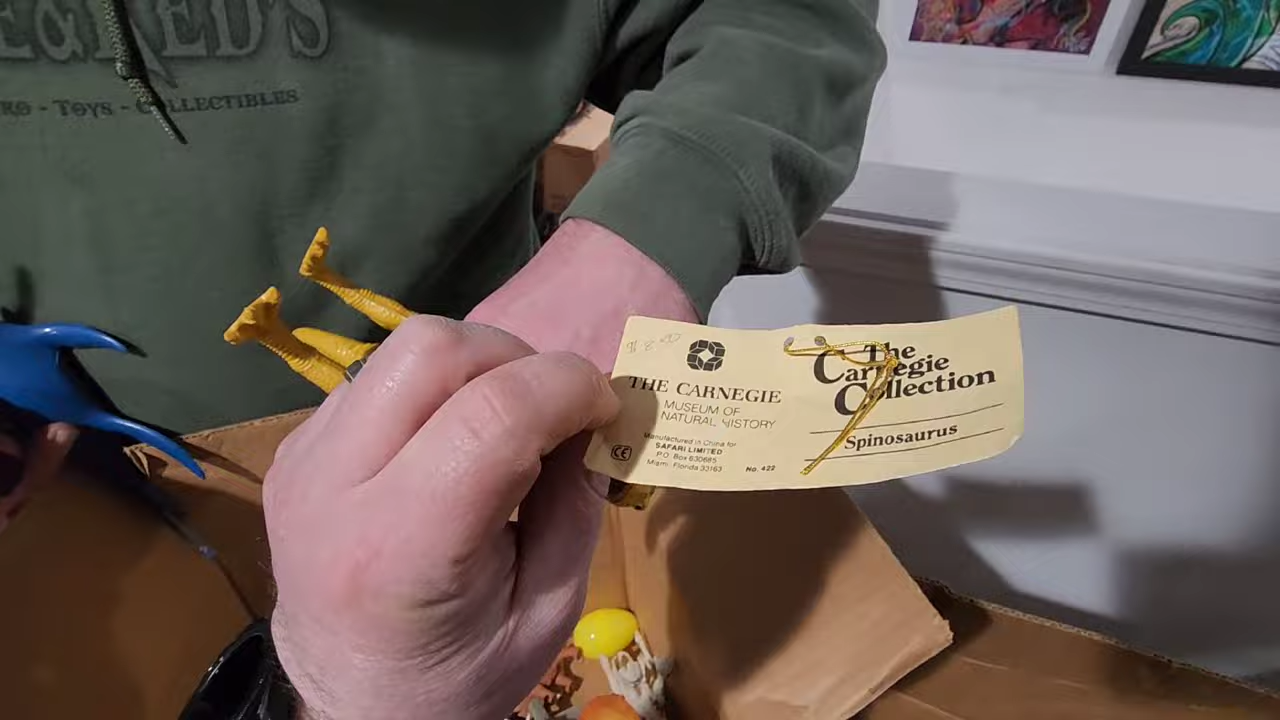 &RED'S
- Toys - COLLECTIBLES
$8.00
THE CARNEGIE
MUSEUM OF
NATURAL HISTORY
Manufactured in China for
SAFARI LIMITED
P.O. Box 630685
Miami, Florida 33163
No. 422
CE
The
Carnegie
Collection
Spinosaurus